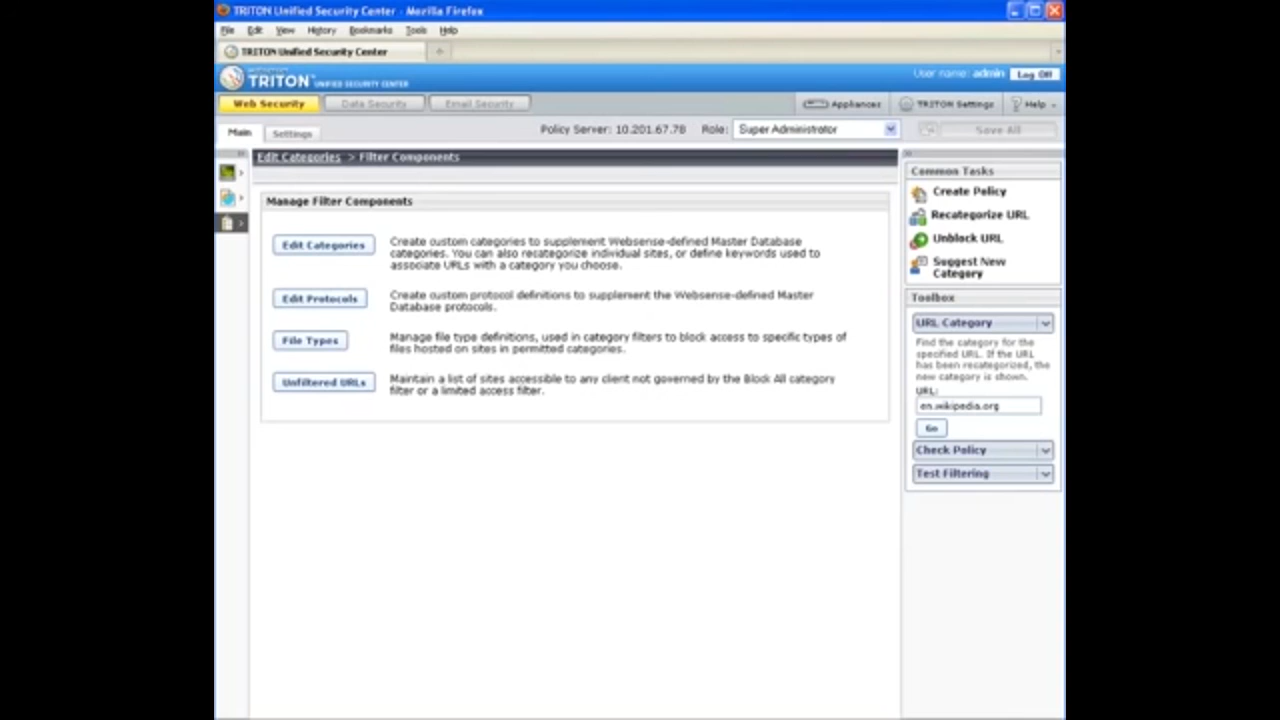 TRITON Unified Security Center - Mozilla Firefox
File Edit View History Bookmarks Tools Help
TRITON Unified Security Center
TRITON UNIFIED SECURITY CENTER
User name: admin Log Off
Web Security Data Security Email Security
Appliances TRITON Settings Help
Main Settings
Policy Server: 10.201.67.78 Role: Super Administrator
Save All
Edit Categories > Filter Components
Manage Filter Components
Edit Categories
Create custom categories to supplement Websense-defined Master Database
categories. You can also recategorize individual sites, or define keywords used to
associate URLs with a category you choose.
Edit Protocols
Create custom protocol definitions to supplement the Websense-defined Master
Database protocols.
File Types
Manage file type definitions, used in category filters to block access to specific types of
files hosted on sites in permitted categories.
Unfiltered URLs
Maintain a list of sites accessible to any client not governed by the Block All category
filter or a limited access filter.
Common Tasks
Create Policy
Recategorize URL
Unblock URL
Suggest New
Category
Toolbox
URL Category
Find the category for the
specified URL. If the URL
has been recategorized, the
new category is shown.
URL:
en.wikipedia.org
Go
Check Policy
Test Filtering